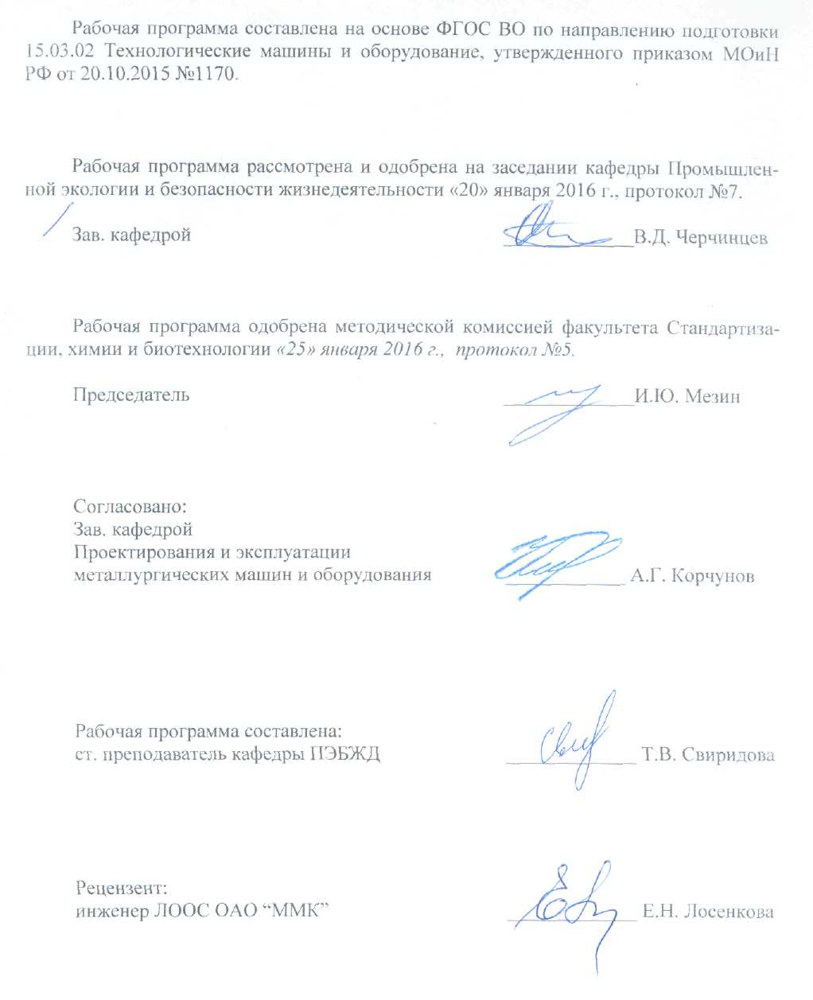 Рабочая программа составлена на основе ФГОС ВО по направлению подготовки
15.03.02 Технологические машины и оборудование, утвержденного приказом МОиН
РФ от 20.10.2015 №1170.
Рабочая программа рассмотрена и одобрена на заседании кафедры Промышлен-
ной экологии и безопасности жизнедеятельности «20» января 2016 г., протокол №7.
Зав. кафедрой В.Д. Черчинцев
Рабочая программа одобрена методической комиссией факультета Стандартиза-
ции, химии и биотехнологии «25» января 2016 г., протокол №5.
Председатель И.Ю. Мезин
Согласовано:
Зав. кафедрой
Проектирования и эксплуатации
металлургических машин и оборудования А.Г. Корчунов
Рабочая программа составлена:
ст. преподаватель кафедры ПЭБЖД Т.В. Свиридова
Рецензент:
инженер ЛООС ОАО “ММК” Е.Н. Лосенкова